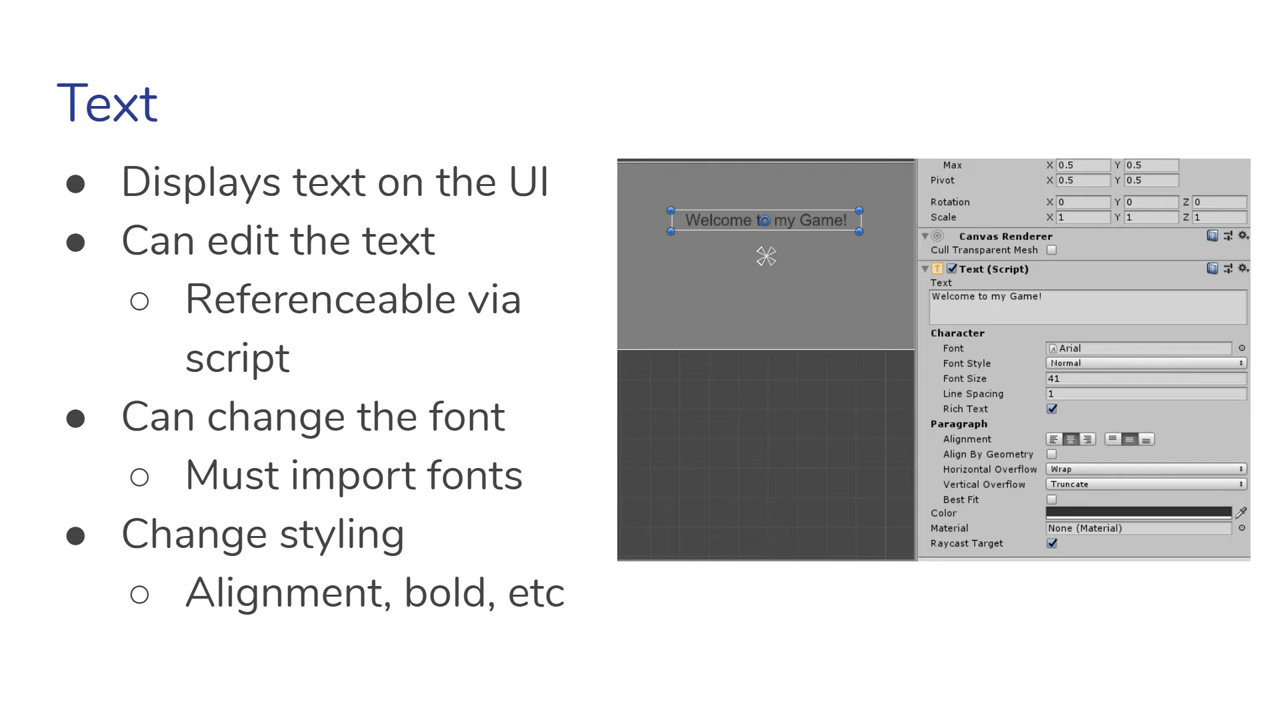 Text
● Displays text on the UI
● Can edit the text
○ Referenceable via
script
● Can change the font
○ Must import fonts
● Change styling
○ Alignment, bold, etc
Welcome to my Game!
Max X 0.5 Y 0.5
Pivot X 0.5 Y 0.5
Rotation X 0 Y 0 Z 0
Scale X 1 Y 1 Z 1
Canvas Renderer
Cull Transparent Mesh
Text (Script)
Text
Welcome to my Game!
Character
Font Arial
Font Style Normal
Font Size 41
Line Spacing 1
Rich Text
Paragraph
Alignment
Align By Geometry
Horizontal Overflow Wrap
Vertical Overflow Truncate
Best Fit
Color
Material None (Material)
Raycast Target